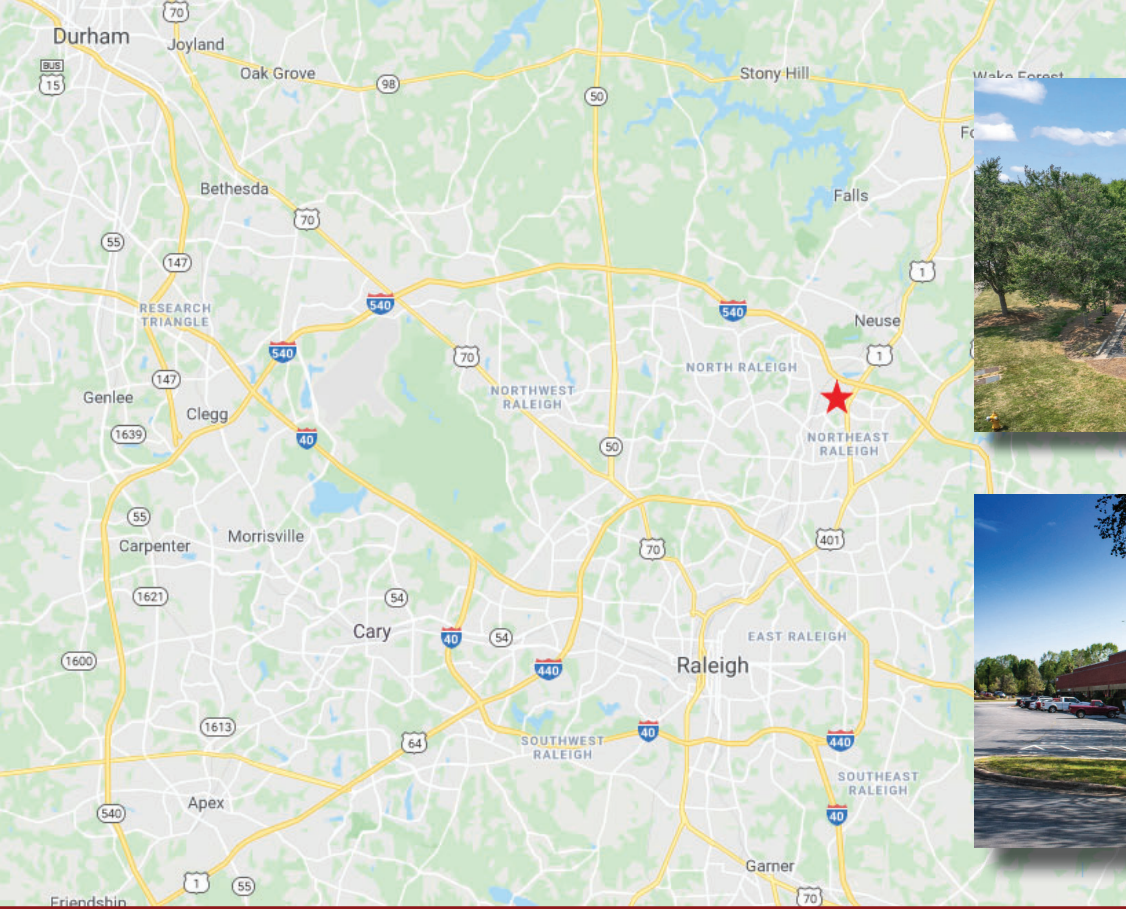 70
Durham
Joyland
BUS
15
Oak Grove
98
Stony Hill
Wake Forest
50
Bethesda
70
Falls
55
147
1
RESEARCH
TRIANGLE
540
540
Neuse
540
1
70
NORTH RALEIGH
147
NORTHWEST
RALEIGH
Genlee
Clegg
1639
40
50
NORTHEAST
RALEIGH
55
Carpenter
Morrisville
70
401
1621
54
Cary
40
54
EAST RALEIGH
1600
440
Raleigh
1613
64
SOUTHWEST
RALEIGH
40
440
SOUTHEAST
RALEIGH
Apex
540
40
Garner
1
55
70
Friendship